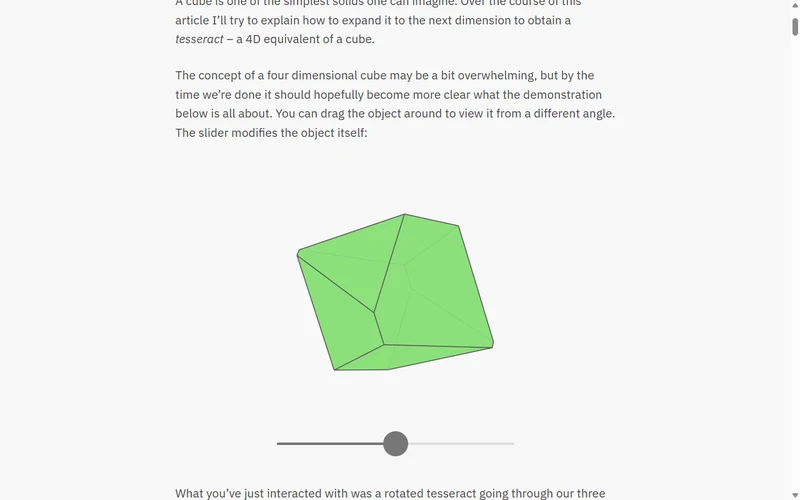 A cube is one of the simplest solids one can imagine. Over the course of this
article I’ll try to explain how to expand it to the next dimension to obtain a
tesseract – a 4D equivalent of a cube.
The concept of a four dimensional cube may be a bit overwhelming, but by the
time we’re done it should hopefully become more clear what the demonstration
below is all about. You can drag the object around to view it from a different angle.
The slider modifies the object itself:
What you’ve just interacted with was a rotated tesseract going through our three